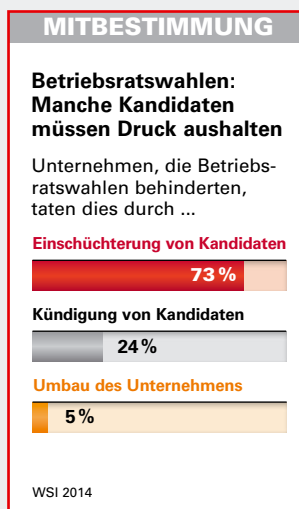 MITBESTIMMUNG
Betriebsratswahlen:
Manche Kandidaten
müssen Druck aushalten
Unternehmen, die Betriebs-
ratswahlen behinderten,
taten dies durch ...
Einschüchterung von Kandidaten
73 %
Kündigung von Kandidaten
24 %
Umbau des Unternehmens
5 %
WSI 2014